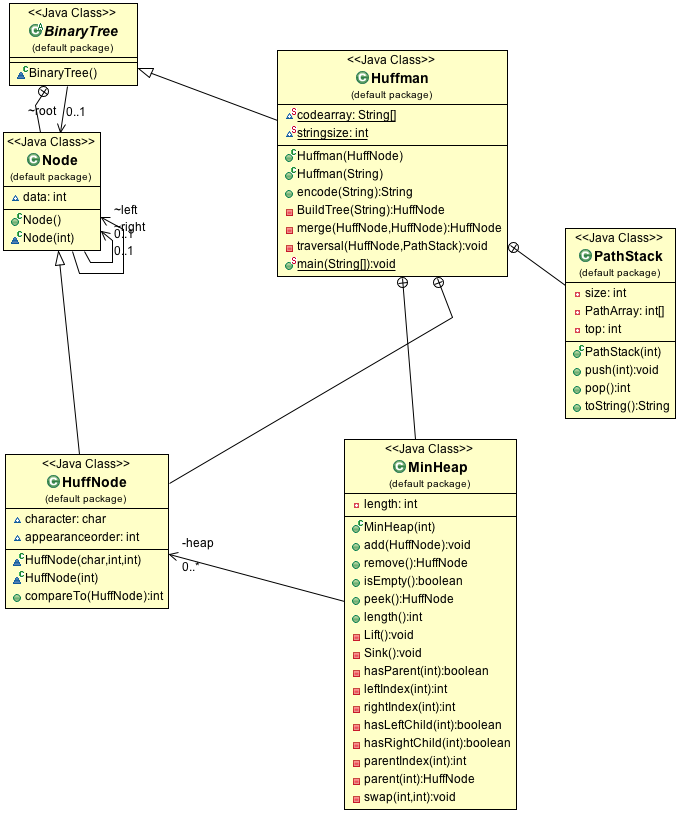 <<Java Class>>
BinaryTree
(default package)
BinaryTree()
~root
0..1
<<Java Class>>
Node
(default package)
data: int
Node()
Node(int)
~left
~right
0..1
0..1
<<Java Class>>
Huffman
(default package)
codearray: String[]
stringsize: int
Huffman(HuffNode)
Huffman(String)
encode(String):String
BuildTree(String):HuffNode
merge(HuffNode,HuffNode):HuffNode
traversal(HuffNode,PathStack):void
main(String[]):void
<<Java Class>>
PathStack
(default package)
size: int
PathArray: int[]
top: int
PathStack(int)
push(int):void
pop():int
toString():String
<<Java Class>>
HuffNode
(default package)
character: char
appearanceorder: int
HuffNode(char,int,int)
HuffNode(int)
compareTo(HuffNode):int
-heap
0..*
<<Java Class>>
MinHeap
(default package)
length: int
MinHeap(int)
add(HuffNode):void
remove():HuffNode
isEmpty():boolean
peek():HuffNode
length():int
Lift():void
Sink():void
hasParent(int):boolean
leftIndex(int):int
rightIndex(int):int
hasLeftChild(int):boolean
hasRightChild(int):boolean
parentIndex(int):int
parent(int):HuffNode
swap(int,int):void